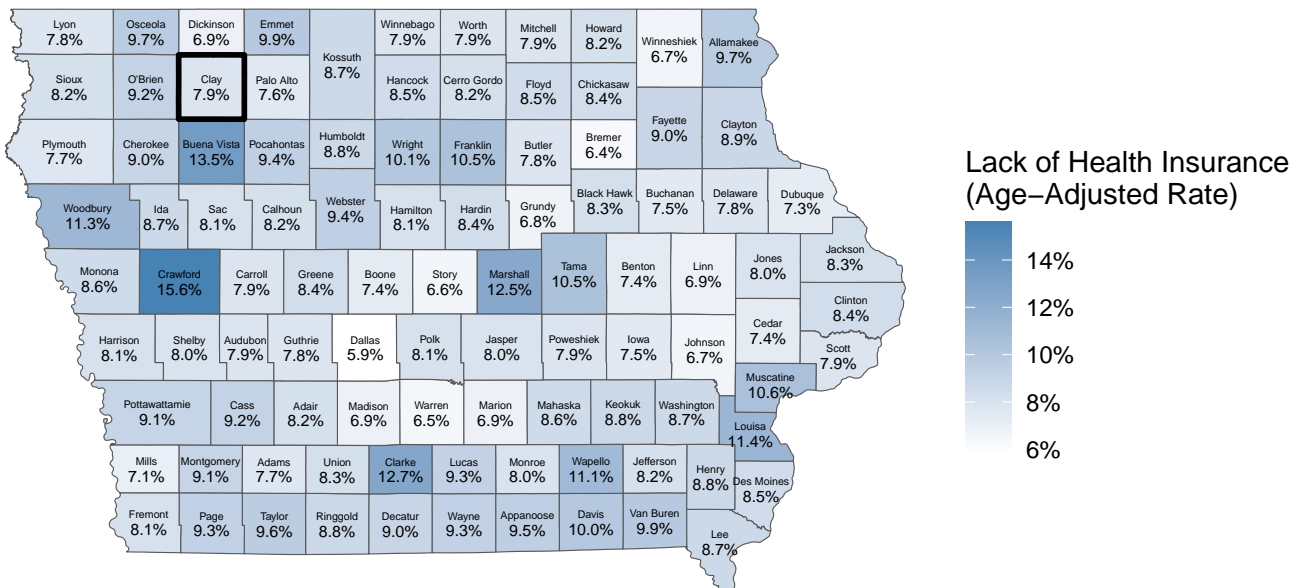 Lyon
7.8%
Osceola
9.7%
Dickinson
6.9%
Emmet
9.9%
Kossuth
8.7%
Winnebago
7.9%
Worth
7.9%
Mitchell
7.9%
Howard
8.2%
Winneshiek
6.7%
Allamakee
9.7%
Sioux
8.2%
O'Brien
9.2%
Clay
7.9%
Palo Alto
7.6%
Hancock
8.5%
Cerro Gordo
8.2%
Floyd
8.5%
Chickasaw
8.4%
Fayette
9.0%
Clayton
8.9%
Plymouth
7.7%
Cherokee
9.0%
Buena Vista
13.5%
Pocahontas
9.4%
Humboldt
8.8%
Wright
10.1%
Franklin
10.5%
Butler
7.8%
Bremer
6.4%
Woodbury
11.3%
Ida
8.7%
Sac
8.1%
Calhoun
8.2%
Webster
9.4%
Hamilton
8.1%
Hardin
8.4%
Grundy
6.8%
Black Hawk
8.3%
Buchanan
7.5%
Delaware
7.8%
Dubuque
7.3%
Monona
8.6%
Crawford
15.6%
Carroll
7.9%
Greene
8.4%
Boone
7.4%
Story
6.6%
Marshall
12.5%
Tama
10.5%
Benton
7.4%
Linn
6.9%
Jones
8.0%
Jackson
8.3%
Clinton
8.4%
Harrison
8.1%
Shelby
8.0%
Audubon
7.9%
Guthrie
7.8%
Dallas
5.9%
Polk
8.1%
Jasper
8.0%
Poweshiek
7.9%
Iowa
7.5%
Johnson
6.7%
Cedar
7.4%
Scott
7.9%
Muscatine
10.6%
Pottawattamie
9.1%
Cass
9.2%
Adair
8.2%
Madison
6.9%
Warren
6.5%
Marion
6.9%
Mahaska
8.6%
Keokuk
8.8%
Washington
8.7%
Louisa
11.4%
Mills
7.1%
Montgomery
9.1%
Adams
7.7%
Union
8.3%
Clarke
12.7%
Lucas
9.3%
Monroe
8.0%
Wapello
11.1%
Jefferson
8.2%
Henry
8.8%
Des Moines
8.5%
Fremont
8.1%
Page
9.3%
Taylor
9.6%
Ringgold
8.8%
Decatur
9.0%
Wayne
9.3%
Appanoose
9.5%
Davis
10.0%
Van Buren
9.9%
Lee
8.7%
Lack of Health Insurance
(Age−Adjusted Rate)
14%
12%
10%
8%
6%